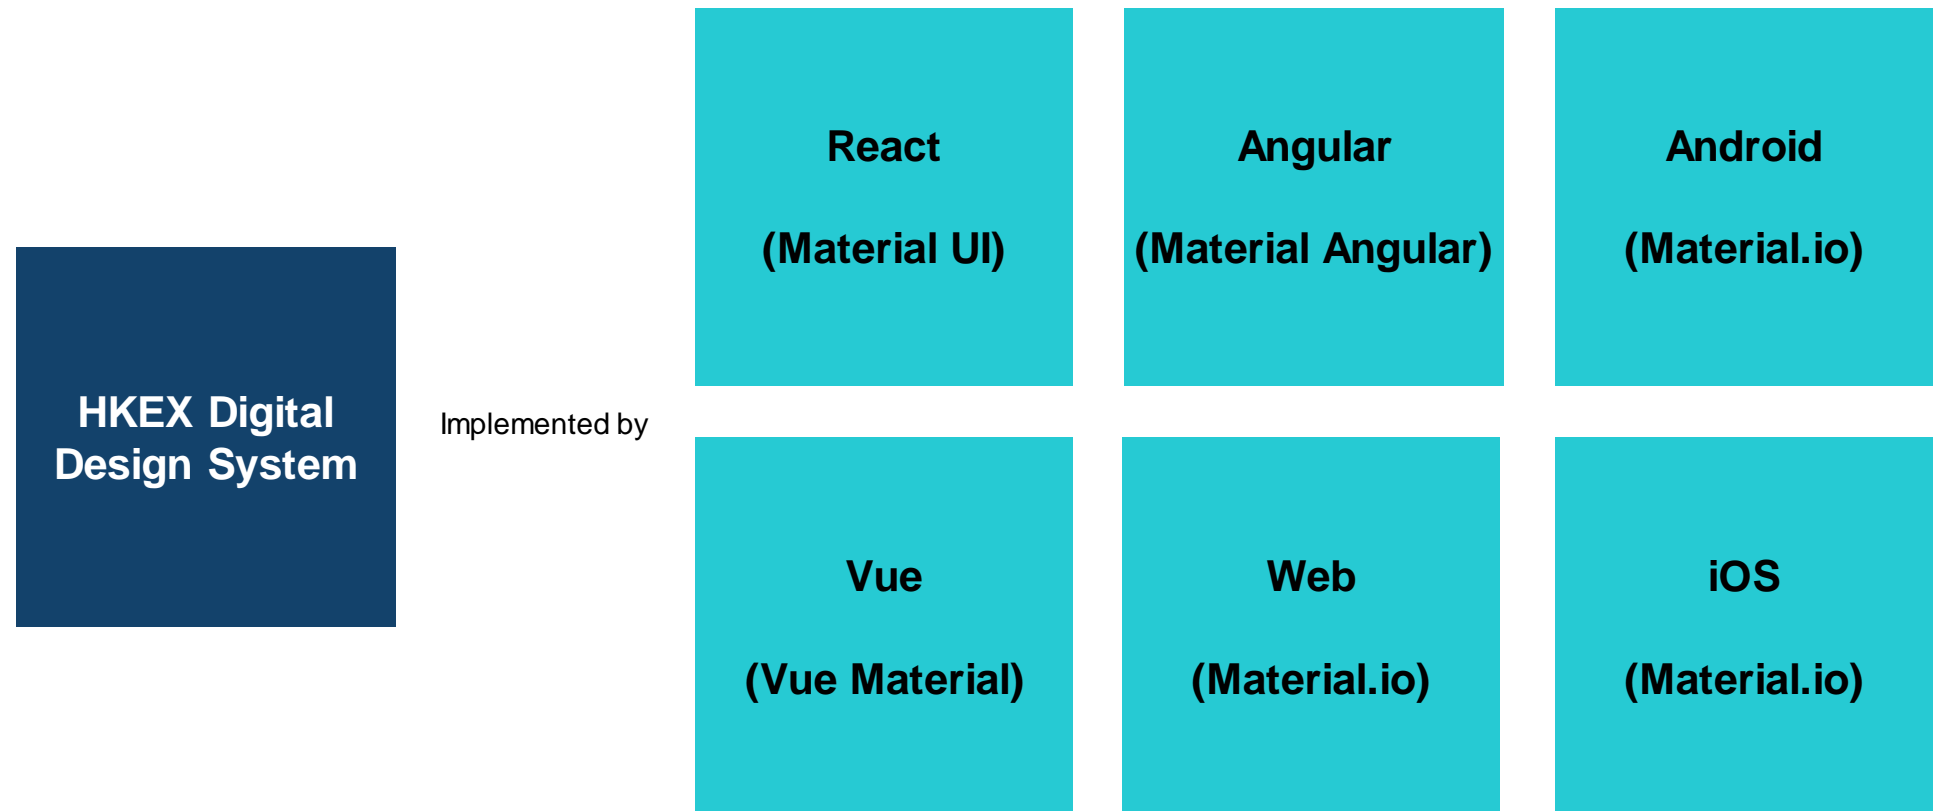 HKEX Digital
Design System
Implemented by
React
(Material UI)
Angular
(Material Angular)
Android
(Material.io)
Vue
(Vue Material)
Web
(Material.io)
iOS
(Material.io)